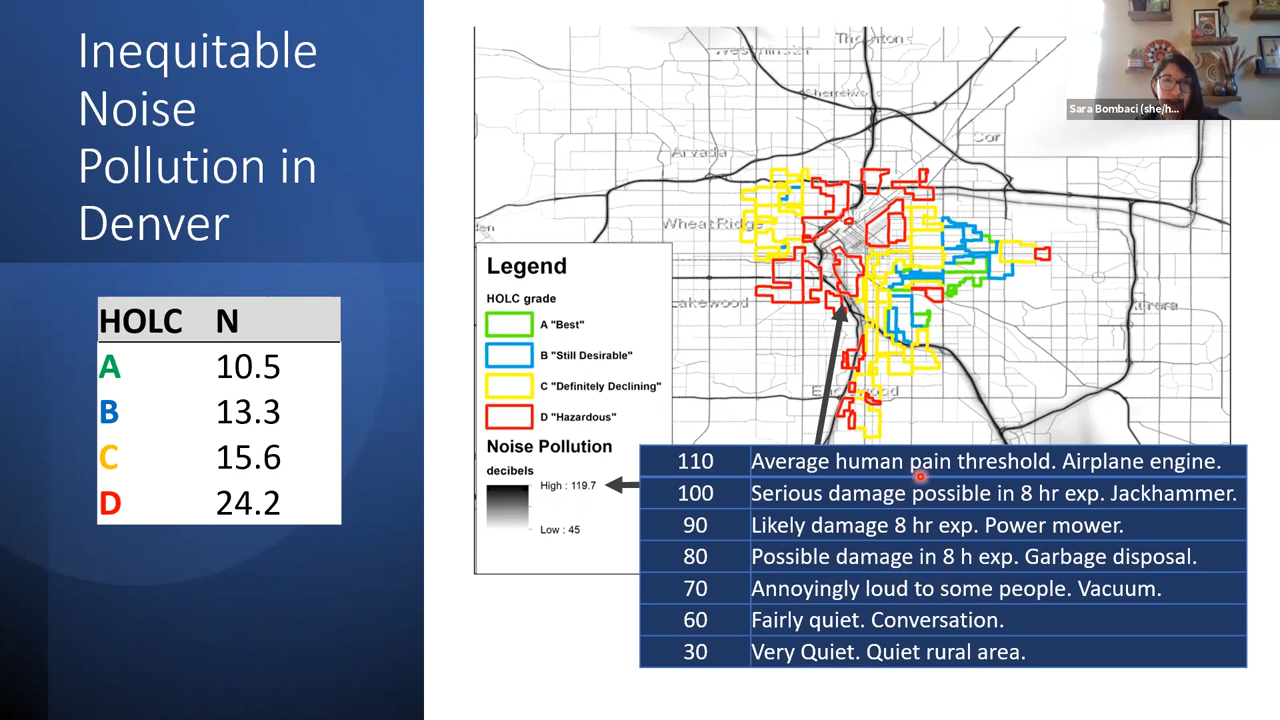 Inequitable
Noise
Pollution in
Denver
HOLC N
A 10.5
B 13.3
C 15.6
D 24.2
Westminster
Thornton
Sherrelwood
Cor
Arvada
Wheat Ridge
Lakewood
Aurora
Englewood
Legend
HOLC grade
A "Best"
B "Still Desirable"
C "Definitely Declining"
D "Hazardous"
Noise Pollution
decibels
High : 119.7
Low : 45
Sara Bombaci (she/h...
110 Average human pain threshold. Airplane engine.
100 Serious damage possible in 8 hr exp. Jackhammer.
90 Likely damage 8 hr exp. Power mower.
80 Possible damage in 8 h exp. Garbage disposal.
70 Annoyingly loud to some people. Vacuum.
60 Fairly quiet. Conversation.
30 Very Quiet. Quiet rural area.